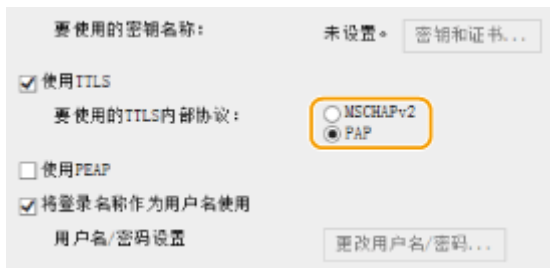 要使用的密钥名称： 未设置。 密钥和证书...
使用TTLS
要使用的TTLS内部协议： MSCHAPv2
PAP
使用PEAP
将登录名称作为用户名使用
用户名/密码设置 更改用户名/密码...